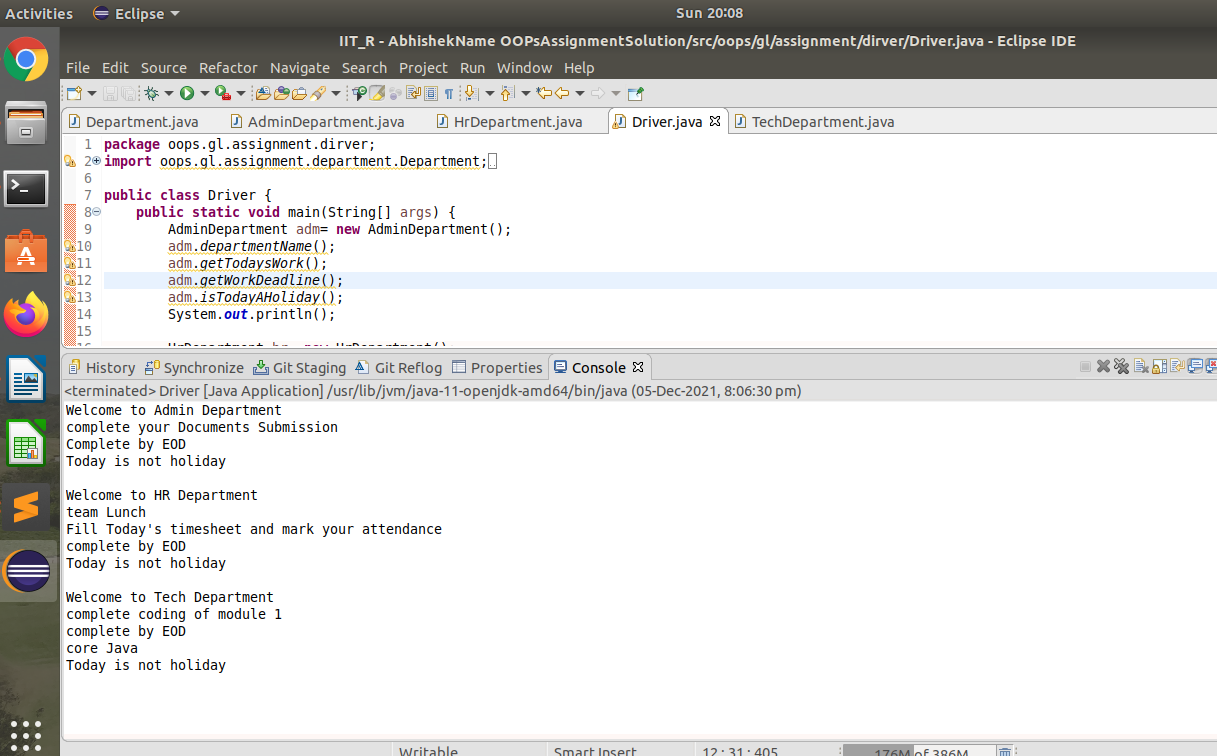 Activities Eclipse Sun 20:08
IIT_R - AbhishekName OOPsAssignmentSolution/src/oops/gl/assignment/dirver/Driver.java - Eclipse IDE
File Edit Source Refactor Navigate Search Project Run Window Help
Department.java AdminDepartment.java HrDepartment.java Driver.java TechDepartment.java
1 package oops.gl.assignment.dirver;
2 import oops.gl.assignment.department.Department;
6
7 public class Driver {
8 public static void main(String[] args) {
9 AdminDepartment adm= new AdminDepartment();
10 adm.departmentName();
11 adm.getTodaysWork();
12 adm.getWorkDeadline();
13 adm.isTodayAHoliday();
14 System.out.println();
15
History Synchronize Git Staging Git Reflog Properties Console
<terminated> Driver [Java Application] /usr/lib/jvm/java-11-openjdk-amd64/bin/java (05-Dec-2021, 8:06:30 pm)
Welcome to Admin Department
complete your Documents Submission
Complete by EOD
Today is not holiday
Welcome to HR Department
team Lunch
Fill Today's timesheet and mark your attendance
complete by EOD
Today is not holiday
Welcome to Tech Department
complete coding of module 1
complete by EOD
core Java
Today is not holiday
Writable Smart Insert 12 : 31 : 405 176M of 386M